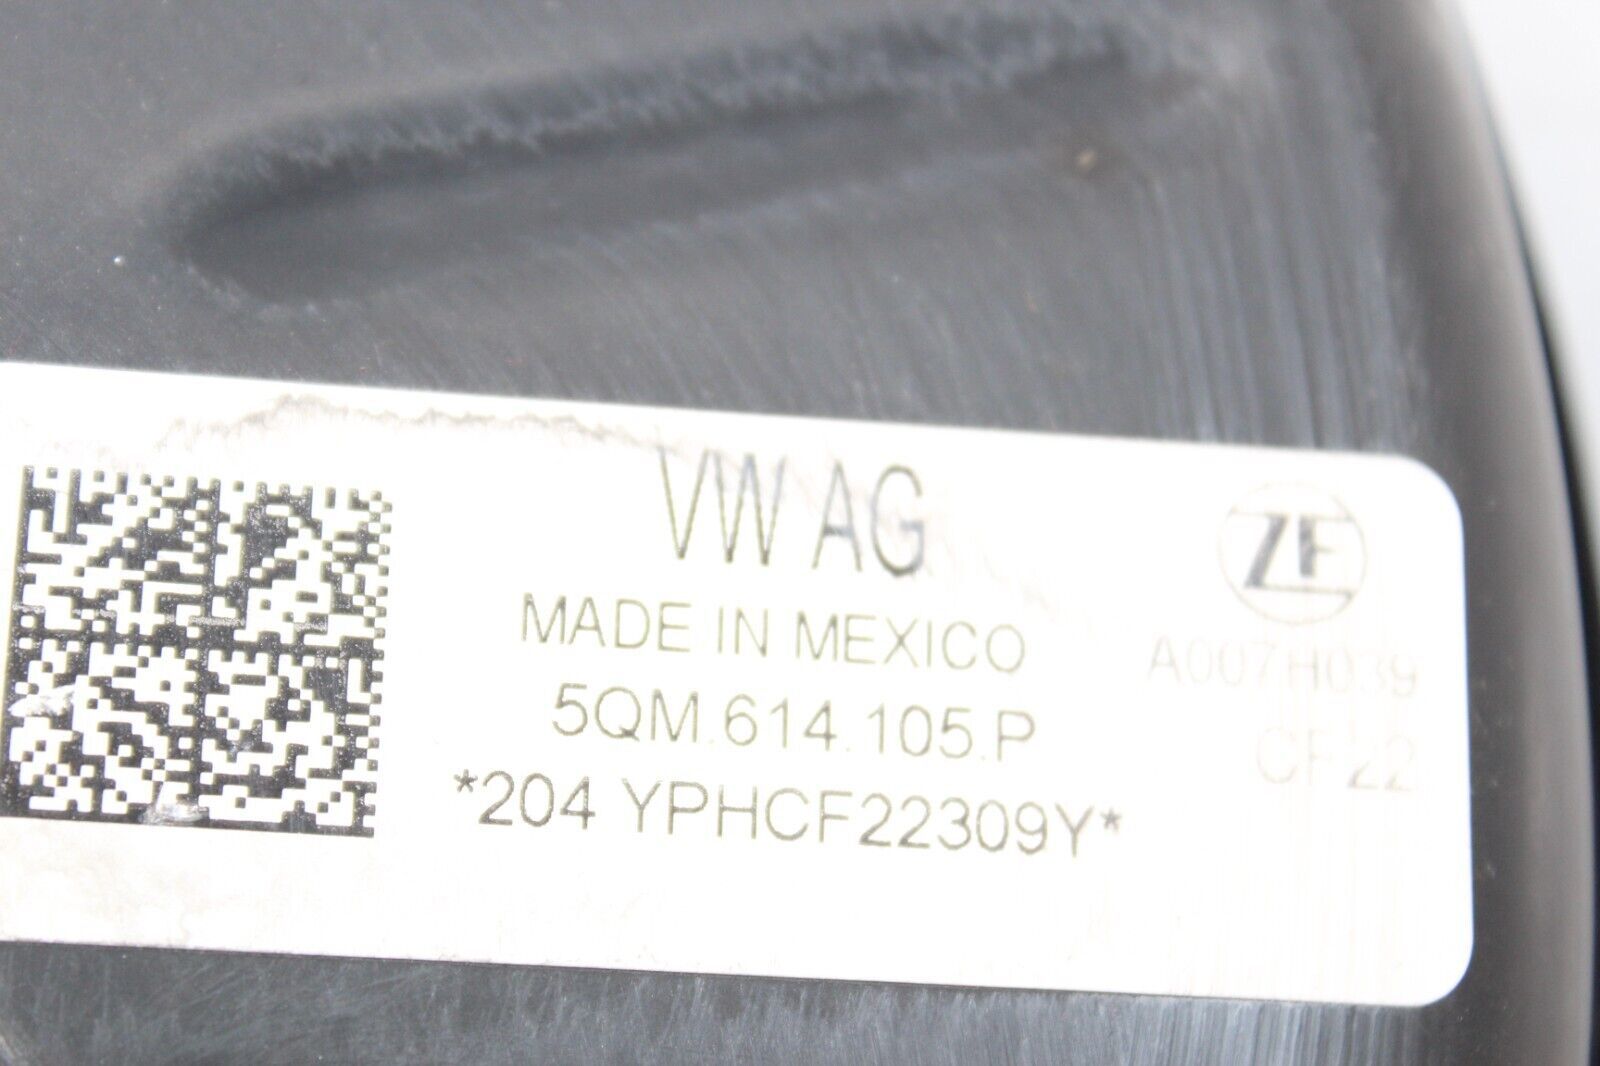 VW AG
ZF
MADE IN MEXICO
A007H039
5QM.614.105.P
CF22
*204 YPHCF22309Y*